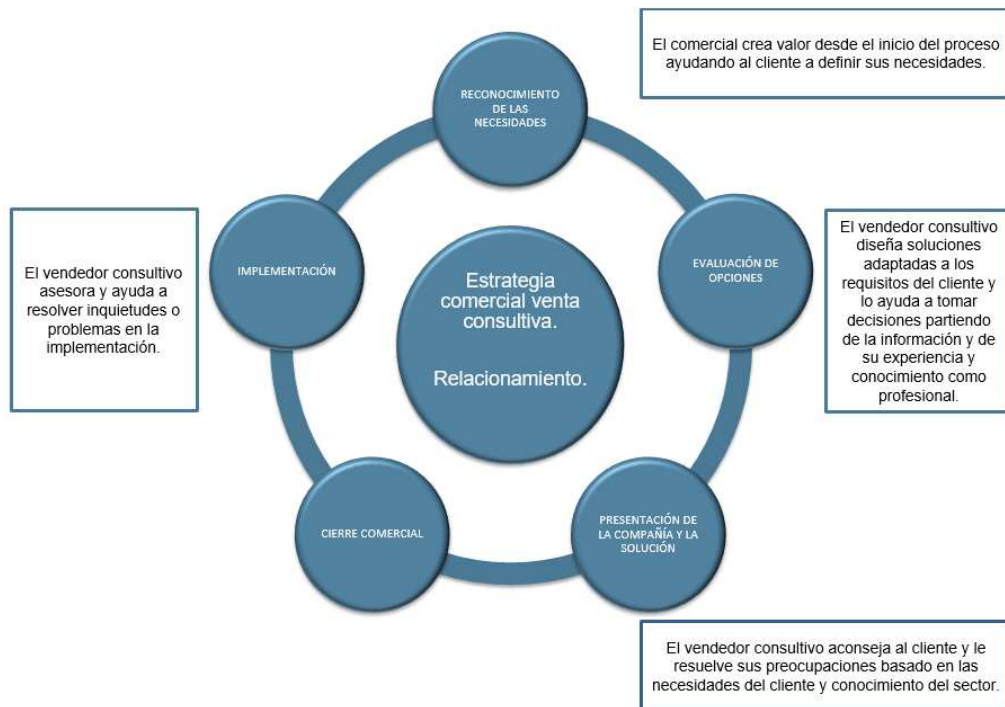 El comercial crea valor desde el inicio del proceso
ayudando al cliente a definir sus necesidades.
RECONOCIMIENTO
DE LAS
NECESIDADES
El vendedor consultivo
asesora y ayuda a
resolver inquietudes o
problemas en la
implementación.
IMPLEMENTACIÓN
Estrategia
comercial venta
consultiva.
Relacionamiento.
EVALUACIÓN DE
OPCIONES
El vendedor consultivo
diseña soluciones
adaptadas a los
requisitos del cliente y
lo ayuda a tomar
decisiones partiendo
de la información y de
su experiencia y
conocimiento como
profesional.
CIERRE COMERCIAL
PRESENTACIÓN DE
LA COMPAÑÍA Y LA
SOLUCIÓN
El vendedor consultivo aconseja al cliente y le
resuelve sus preocupaciones basado en las
necesidades del cliente y conocimiento del sector.